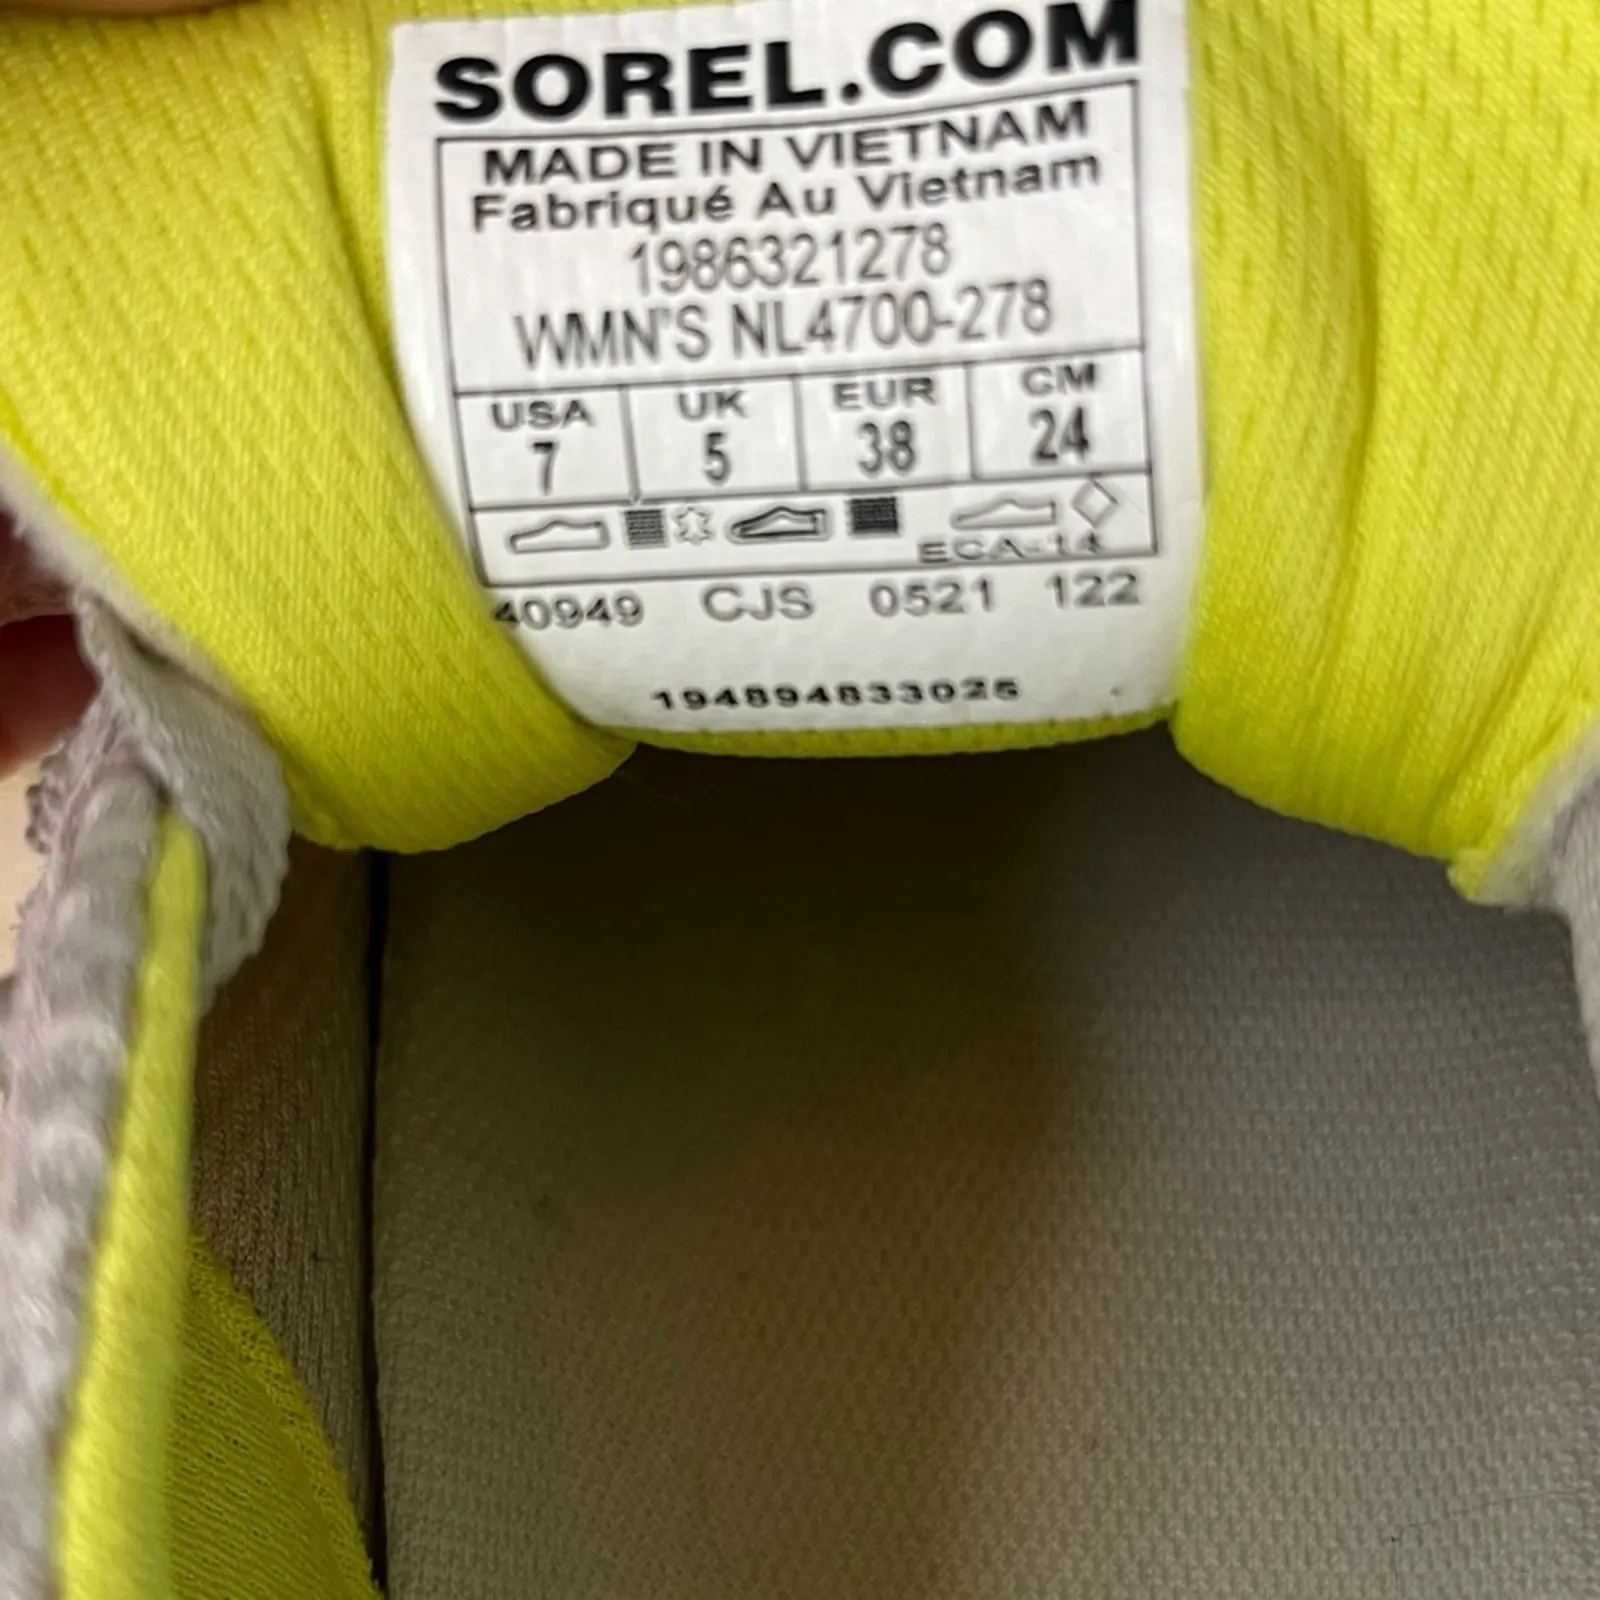 SOREL.COM
MADE IN VIETNAM
Fabriqué Au Vietnam
1986321278
WMN'S NL4700-278
USA UK EUR CM
7 5 38 24
ECA-14
40949 CJS 0521 122
194894833025